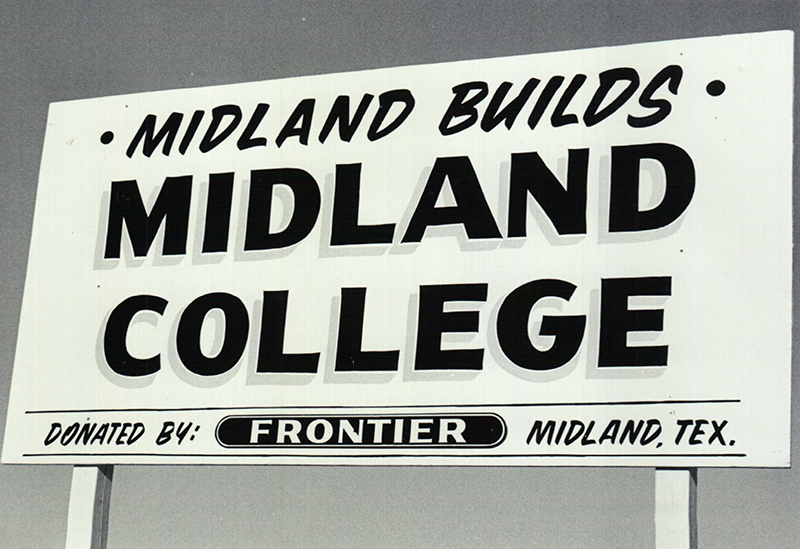 • MIDLAND BUILDS •
MIDLAND
COLLEGE
DONATED BY: FRONTIER MIDLAND, TEX.